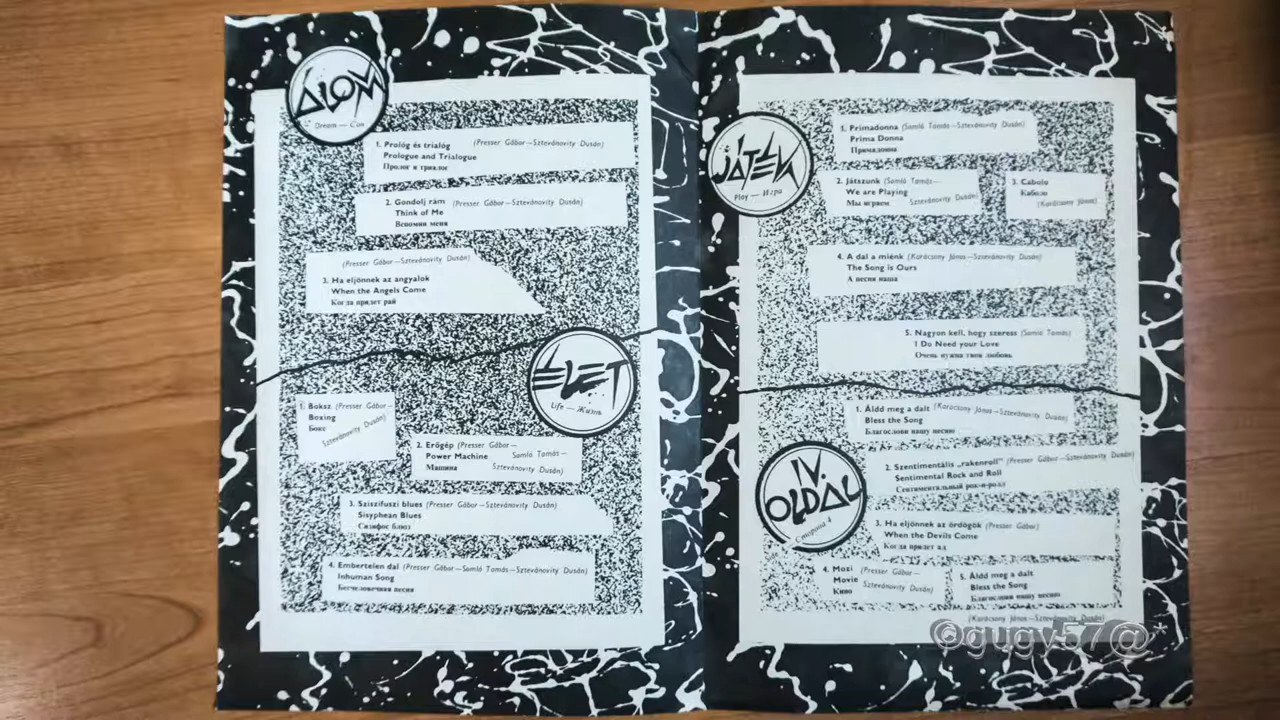 ÁLOM
Dream — Сон
1. Prológ és trialóg (Presser Gábor—Sztevánovity Dusán)
Prologue and Trialogue
Пролог и триалог
2. Gondolj rám (Presser Gábor—Sztevánovity Dusán)
Think of Me
Вспомни меня
(Presser Gábor—Sztevánovity Dusán)
3. Ha eljönnek az angyalok
When the Angels Come
Когда придет рай
ÉLET
Life — Жизнь
1. Boksz (Presser Gábor—
Boxing
Бокс
Sztevánovity Dusán)
2. Erőgép (Presser Gábor—
Power Machine Somló Tamás—
Машина Sztevánovity Dusán)
3. Sziszifuszi blues (Presser Gábor—Sztevánovity Dusán)
Sisyphean Blues
Сизифос блюз
4. Embertelen dal (Presser Gábor—Somló Tamás—Sztevánovity Dusán)
Inhuman Song
Бесчеловечная песня
JÁTÉK
Play — Игра
1. Primadonna (Somló Tamás—Sztevánovity Dusán)
Prima Donna
Примадонна
2. Játszunk (Somló Tamás—
We are Playing
Мы играем Sztevánovity Dusán)
3. Cabolo
Каболо
(Karácsony János)
4. A dal a miénk (Karácsony János—Sztevánovity Dusán)
The Song is Ours
А песня наша
5. Nagyon kell, hogy szeress (Somló Tamás)
I Do Need your Love
Очень нужна твоя любовь
IV.
OLDAL
Сторона 4
1. Áldd meg a dalt (Karácsony János—Sztevánovity Dusán)
Bless the Song
Благослови нашу песню
2. Szentimentális „rakenroll” (Presser Gábor—Sztevánovity Dusán)
Sentimental Rock and Roll
Сентиментальный рок-н-ролл
3. Ha eljönnek az ördögök (Presser Gábor)
When the Devils Come
Когда придет ад
4. Mozi (Presser Gábor—
Movie Sztevánovity Dusán)
Кино
5. Áldd meg a dalt
Bless the Song
Благослови нашу песню
(Karácsony János—Sztevánovity Dusán)
©gugy57@*